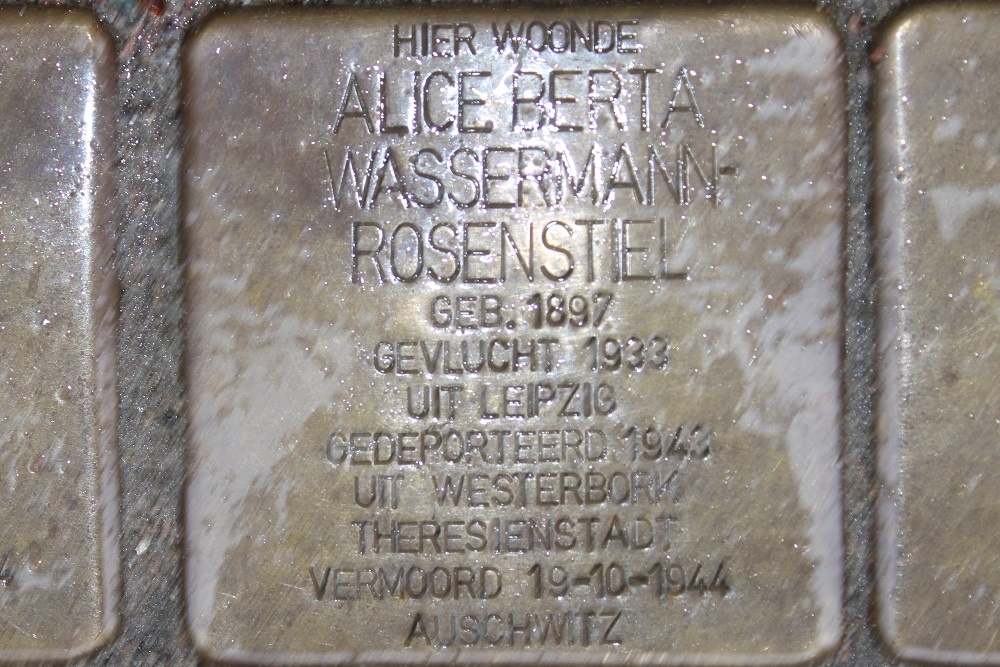 HIER WOONDE
ALICE BERTA
WASSERMANN-
ROSENSTIEL
GEB. 1897
GEVLUCHT 1933
UIT LEIPZIG
GEDEPORTEERD 1943
UIT WESTERBORK
THERESIENSTADT
VERMOORD 19-10-1944
AUSCHWITZ
4